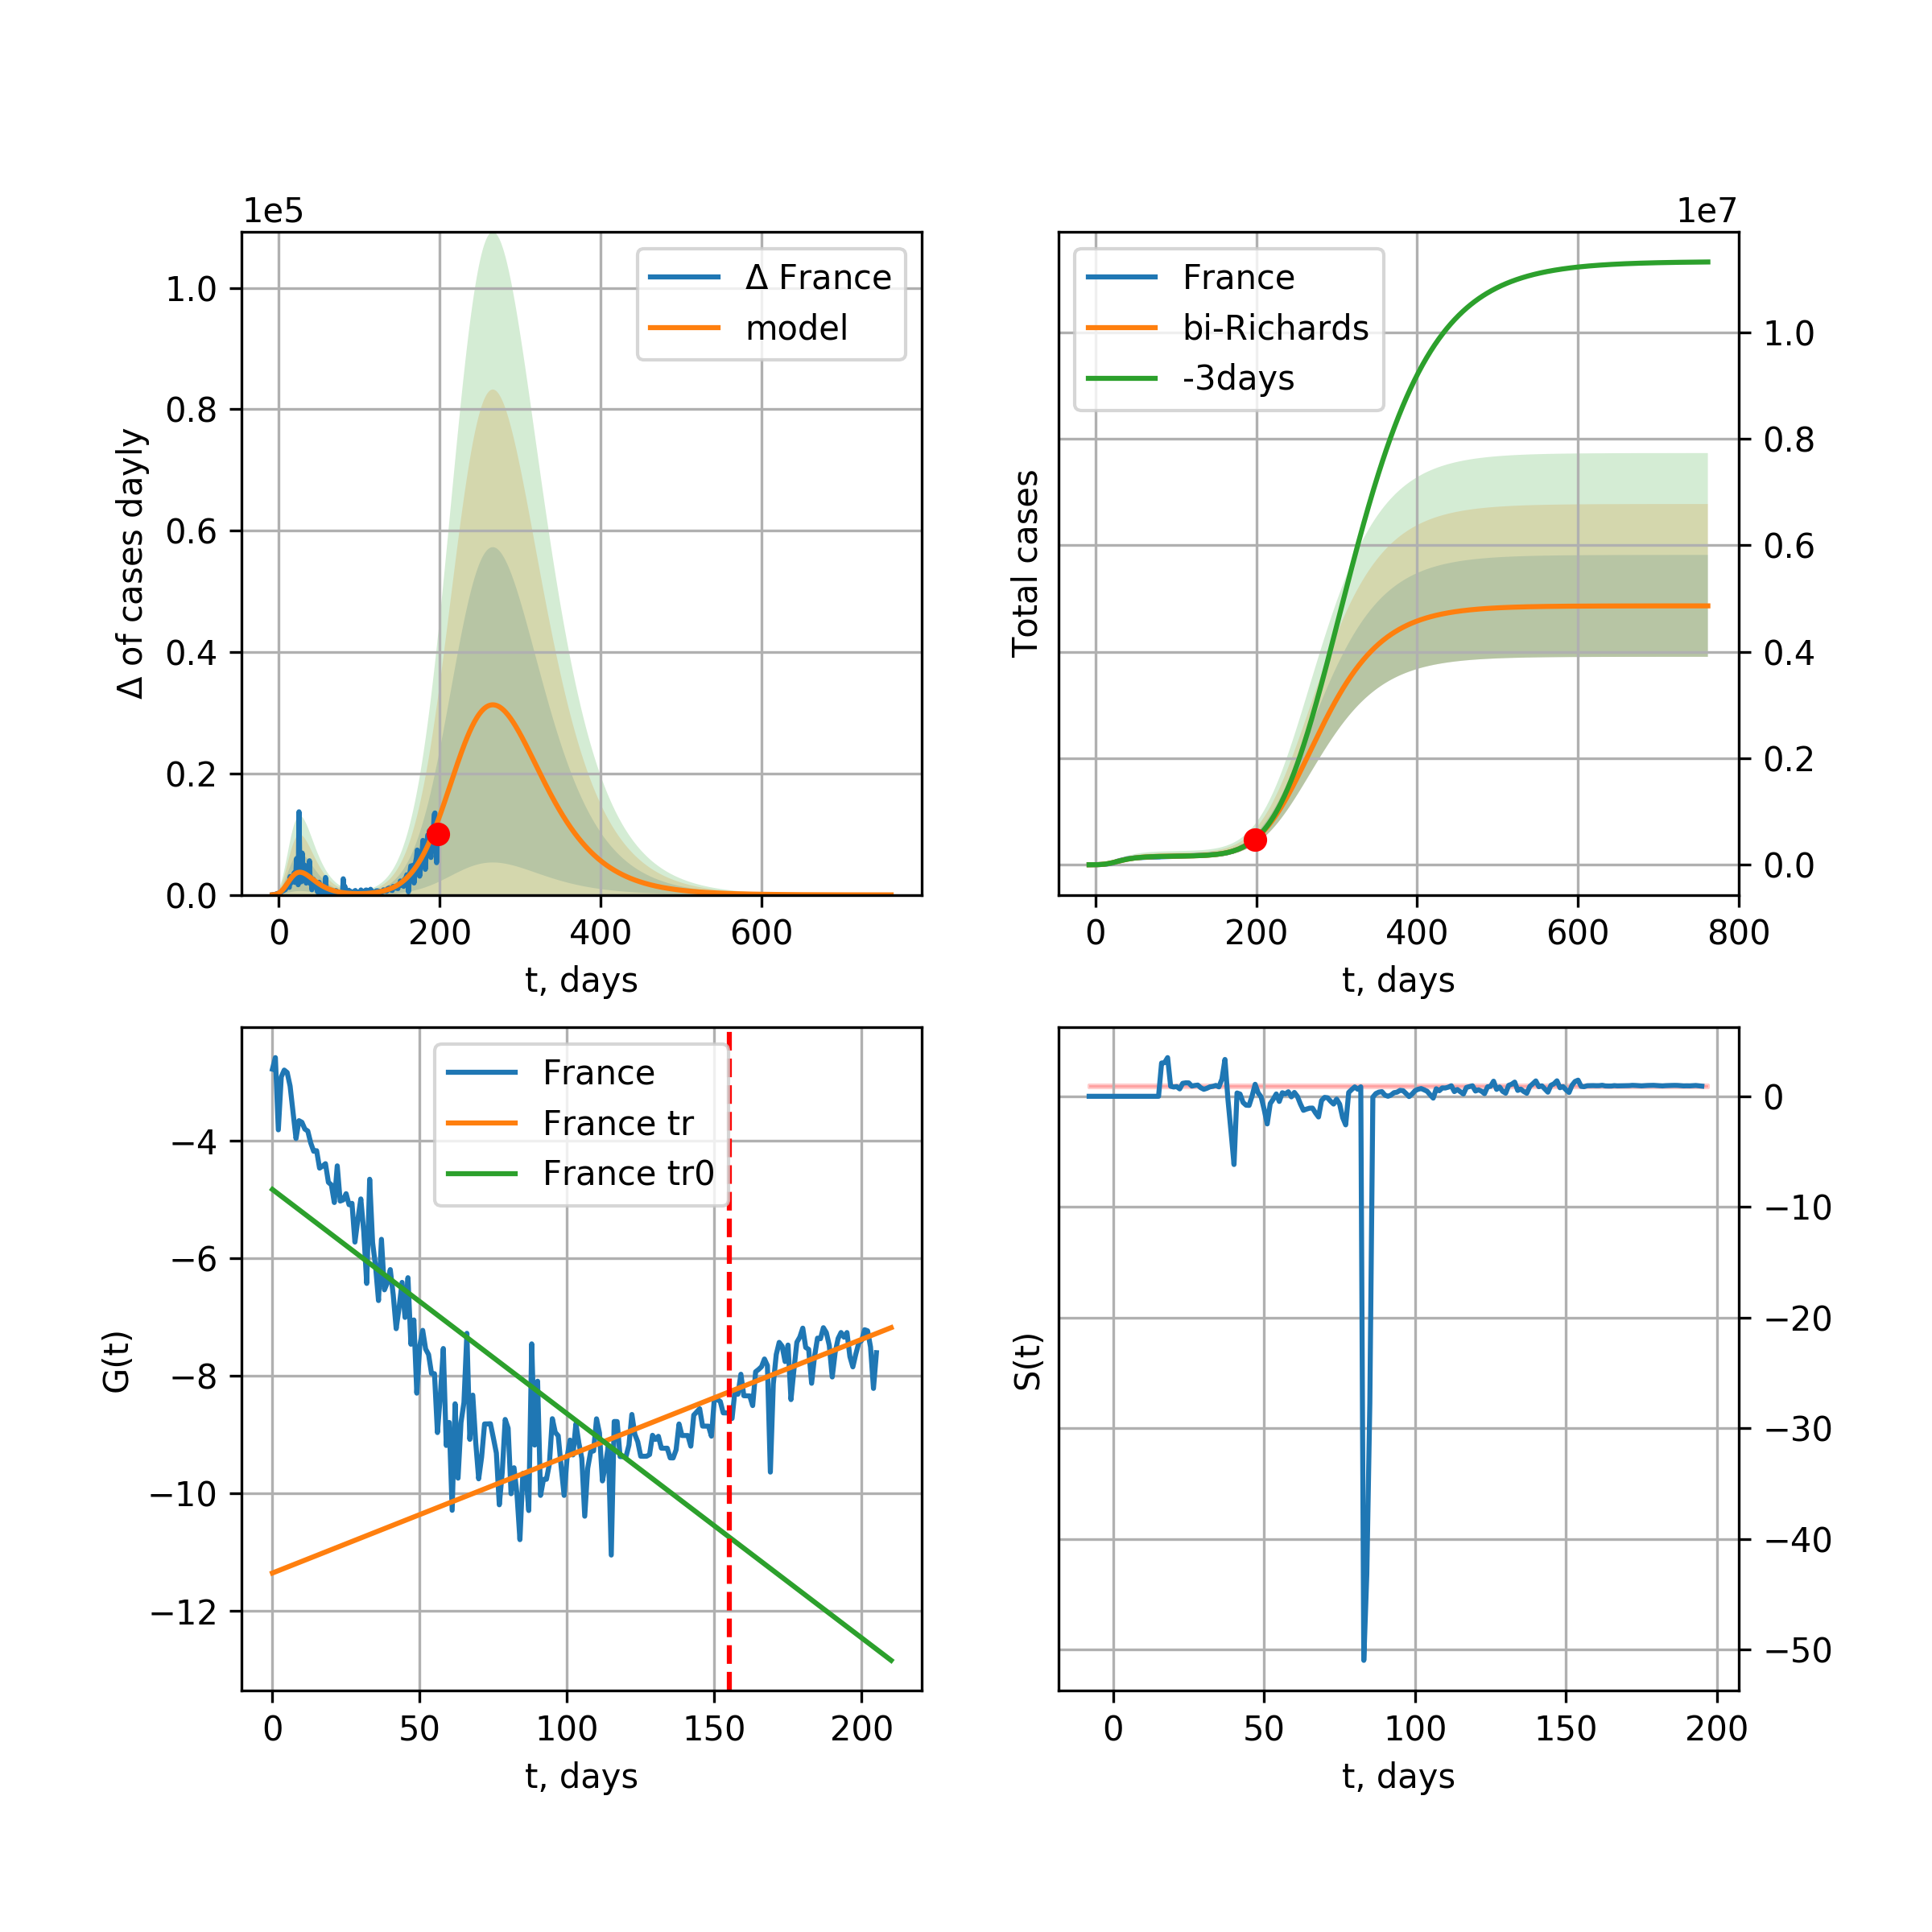 1e5
Δ of cases dayly
1.0
0.8
0.6
0.4
0.2
0.0
0 200 400 600
t, days
Δ France
model
1e7
Total cases
France
bi-Richards
-3days
1.0
0.8
0.6
0.4
0.2
0.0
0 200 400 600 800
t, days
G(t)
−4
−6
−8
−10
−12
0 50 100 150 200
t, days
France
France tr
France tr0
S(t)
0
−10
−20
−30
−40
−50
0 50 100 150 200
t, days